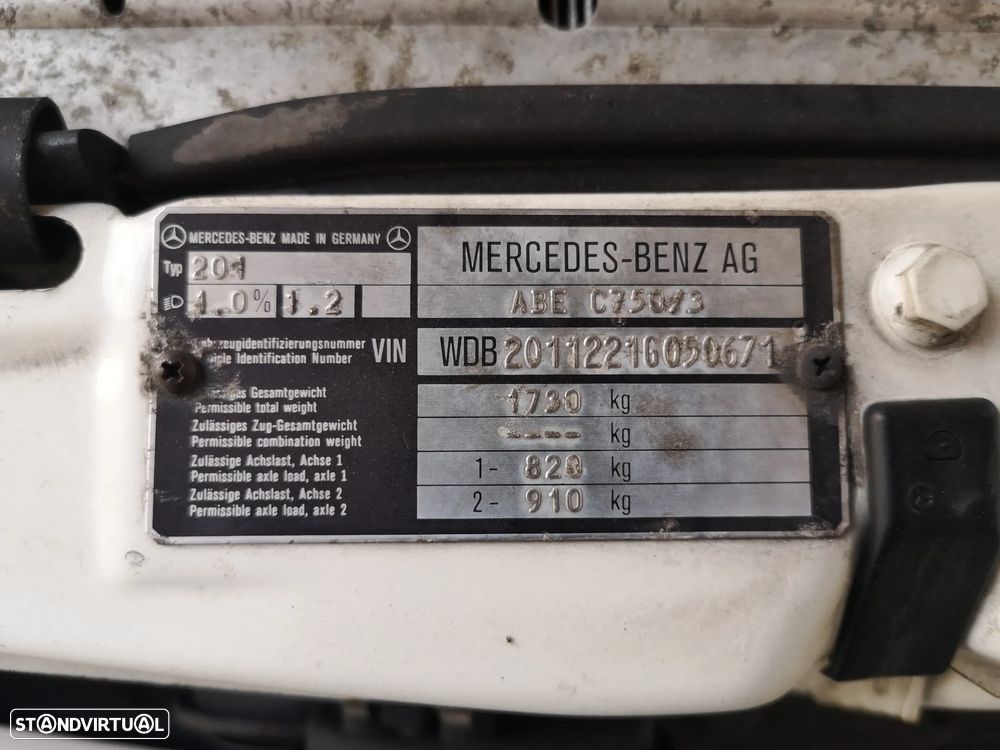 MERCEDES-BENZ MADE IN GERMANY
MERCEDES-BENZ AG
Typ 201
1.0% 1.2
ABE C750/3
Fahrzeugidentifizierungsnummer
Vehicle Identification Number
VIN
WDB 2011221G050671
Zulässiges Gesamtgewicht
Permissible total weight
1730 kg
Zulässiges Zug-Gesamtgewicht
Permissible combination weight
---- kg
Zulässige Achslast, Achse 1
Permissible axle load, axle 1
1- 820 kg
Zulässige Achslast, Achse 2
Permissible axle load, axle 2
2- 910 kg
STANDVIRTUAL